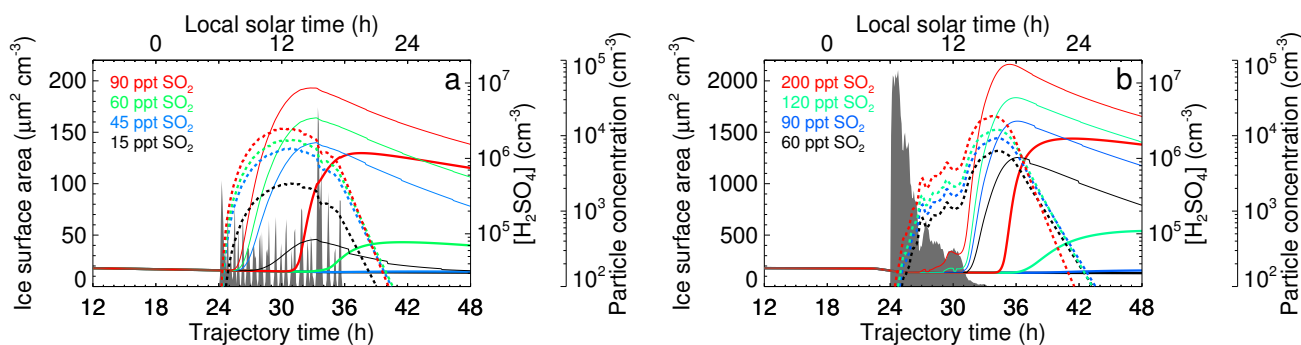 Local solar time (h)
0 12 24
Ice surface area (µm² cm⁻³)
200
150
100
50
0
90 ppt SO₂
60 ppt SO₂
45 ppt SO₂
15 ppt SO₂
a
10⁷
10⁶
10⁵
[H₂SO₄] (cm⁻³)
10⁵
10⁴
10³
10²
Particle concentration (cm⁻³)
12 18 24 30 36 42 48
Trajectory time (h)
Local solar time (h)
0 12 24
Ice surface area (µm² cm⁻³)
2000
1500
1000
500
0
200 ppt SO₂
120 ppt SO₂
90 ppt SO₂
60 ppt SO₂
b
10⁷
10⁶
10⁵
[H₂SO₄] (cm⁻³)
10⁵
10⁴
10³
10²
Particle concentration (cm⁻³)
12 18 24 30 36 42 48
Trajectory time (h)